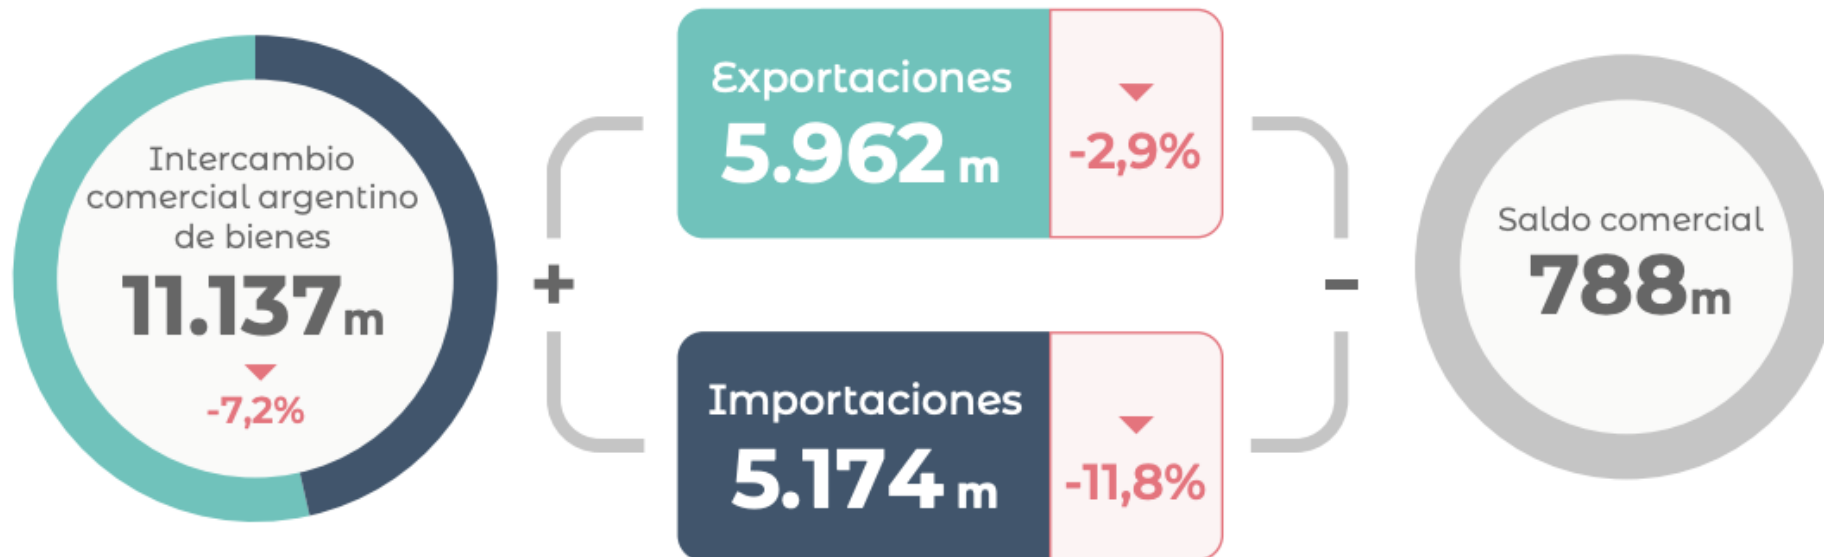 Intercambio
comercial argentino
de bienes
11.137m
-7,2%
+
Exportaciones
5.962 m
-2,9%
Importaciones
5.174 m
-11,8%
-
Saldo comercial
788m